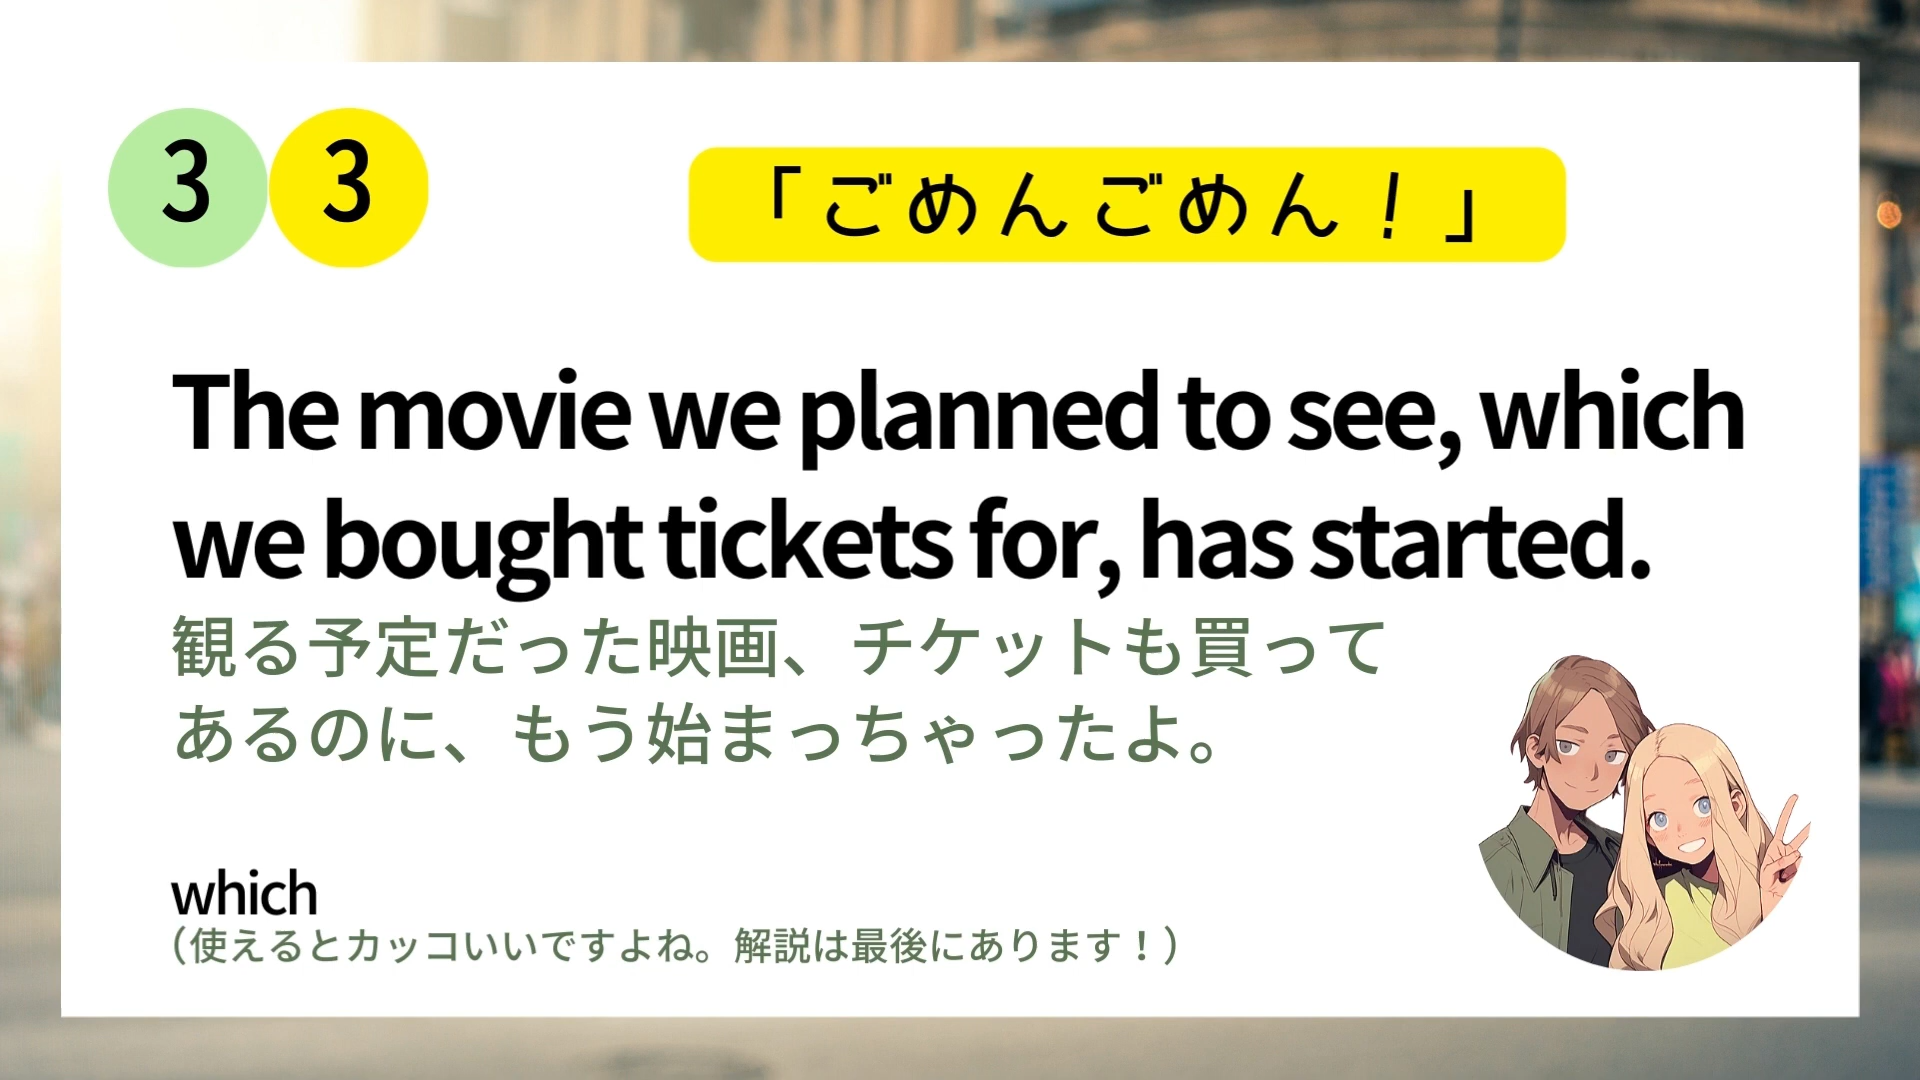 3 3
「ごめんごめん！」
The movie we planned to see, which
we bought tickets for, has started.
観る予定だった映画、チケットも買って
あるのに、もう始まっちゃったよ。
which
（使えるとカッコいいですよね。解説は最後にあります！）